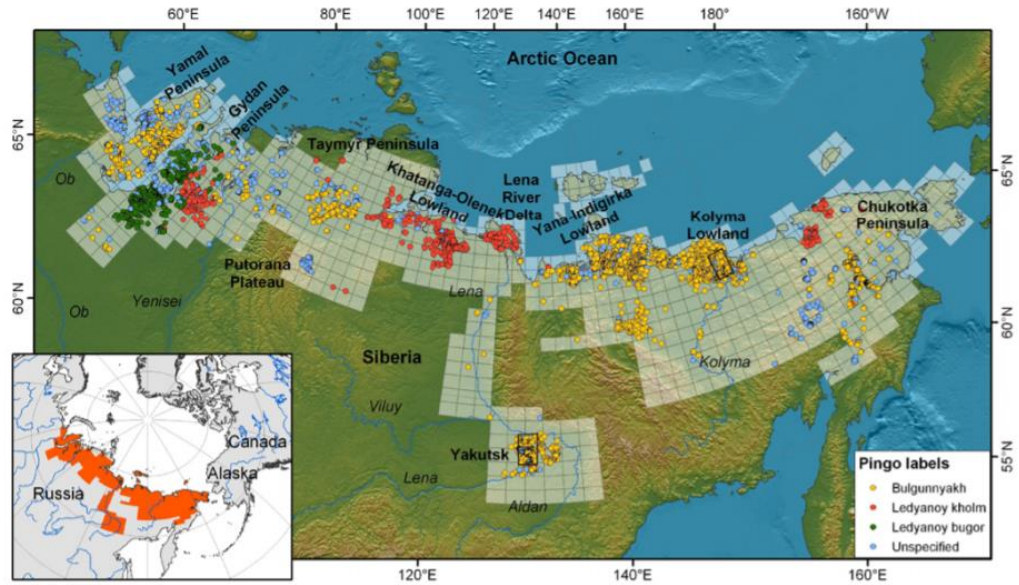 60°E 80°E 100°E 120°E 140°E 160°E 180° 160°W
Arctic Ocean
Yamal
Peninsula
Gydan
Peninsula
65°N
65°N
Taymyr Peninsula
Ob
Khatanga-Olenek
Lowland
Lena
River
Delta
Yana-Indigirka
Lowland
Kolyma
Lowland
Chukotka
Peninsula
Putorana
Plateau
60°N
60°N
Ob
Yenisei
Lena
Siberia
Kolyma
Viluy
Yakutsk
55°N
Lena
Aldan
Canada
Alaska
Russia
Pingo labels
Bulgunnyakh
Ledyanoy kholm
Ledyanoy bugor
Unspecified
120°E 140°E 160°E